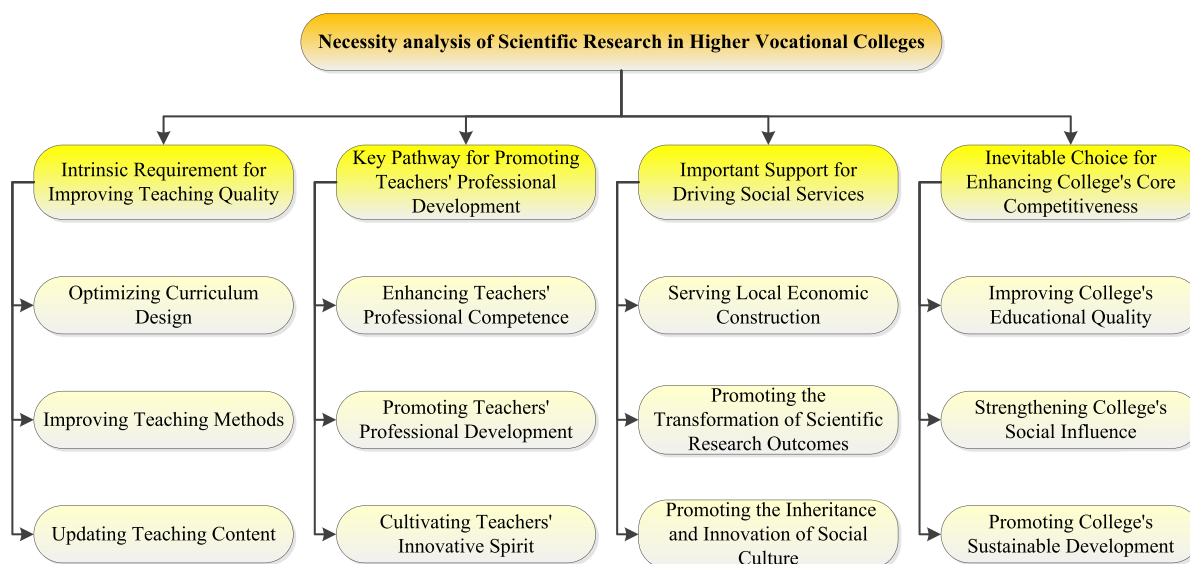 Necessity analysis of Scientific Research in Higher Vocational Colleges
Intrinsic Requirement for
Improving Teaching Quality
Optimizing Curriculum
Design
Improving Teaching Methods
Updating Teaching Content
Key Pathway for Promoting
Teachers' Professional
Development
Enhancing Teachers'
Professional Competence
Promoting Teachers'
Professional Development
Cultivating Teachers'
Innovative Spirit
Important Support for
Driving Social Services
Serving Local Economic
Construction
Promoting the
Transformation of Scientific
Research Outcomes
Promoting the Inheritance
and Innovation of Social
Culture
Inevitable Choice for
Enhancing College's Core
Competitiveness
Improving College's
Educational Quality
Strengthening College's
Social Influence
Promoting College's
Sustainable Development